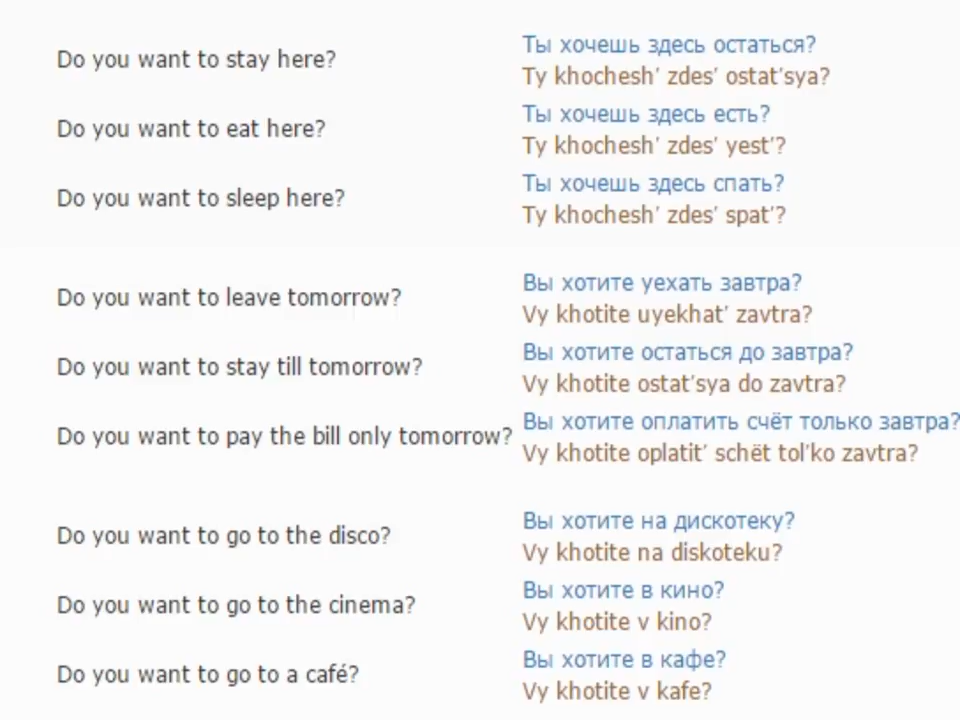 Do you want to stay here?
Ты хочешь здесь остаться?
Ty khochesh’ zdes’ ostat’sya?
Do you want to eat here?
Ты хочешь здесь есть?
Ty khochesh’ zdes’ yest’?
Do you want to sleep here?
Ты хочешь здесь спать?
Ty khochesh’ zdes’ spat’?
Do you want to leave tomorrow?
Вы хотите уехать завтра?
Vy khotite uyekhat’ zavtra?
Do you want to stay till tomorrow?
Вы хотите остаться до завтра?
Vy khotite ostat’sya do zavtra?
Do you want to pay the bill only tomorrow?
Вы хотите оплатить счёт только завтра?
Vy khotite oplatit’ schët tol’ko zavtra?
Do you want to go to the disco?
Вы хотите на дискотеку?
Vy khotite na diskoteku?
Do you want to go to the cinema?
Вы хотите в кино?
Vy khotite v kino?
Do you want to go to a café?
Вы хотите в кафе?
Vy khotite v kafe?